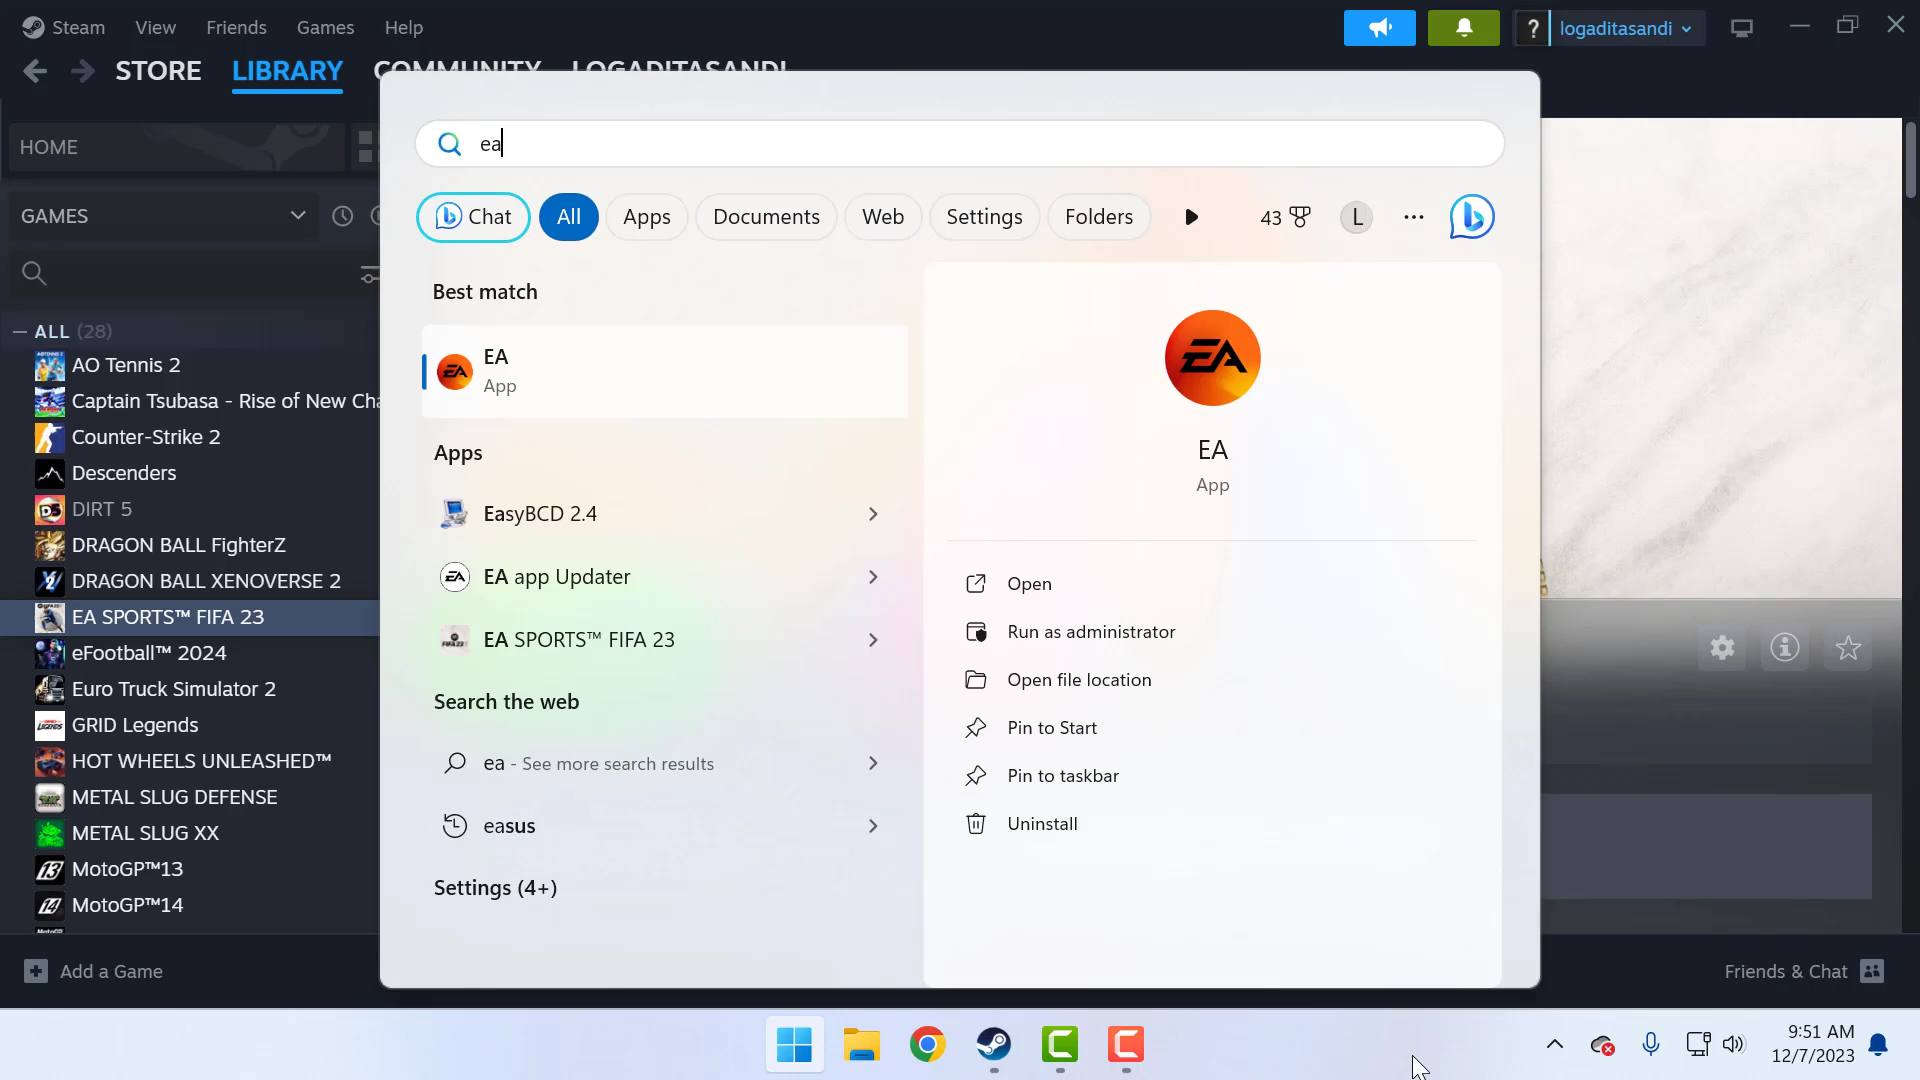 Steam View Friends Games Help
? logaditasandi
STORE LIBRARY COMMUNITY LOGADITASANDI
HOME
GAMES
ALL (28)
AO Tennis 2
Captain Tsubasa - Rise of New Cha
Counter-Strike 2
Descenders
DIRT 5
DRAGON BALL FighterZ
DRAGON BALL XENOVERSE 2
EA SPORTS™ FIFA 23
eFootball™ 2024
Euro Truck Simulator 2
GRID Legends
HOT WHEELS UNLEASHED™
METAL SLUG DEFENSE
METAL SLUG XX
MotoGP™13
MotoGP™14
Add a Game
ea
Chat All Apps Documents Web Settings Folders 43 L ...
Best match
EA
App
Apps
EasyBCD 2.4
EA app Updater
EA SPORTS™ FIFA 23
Search the web
ea - See more search results
easus
Settings (4+)
EA
EA
App
Open
Run as administrator
Open file location
Pin to Start
Pin to taskbar
Uninstall
Friends & Chat
9:51 AM
12/7/2023